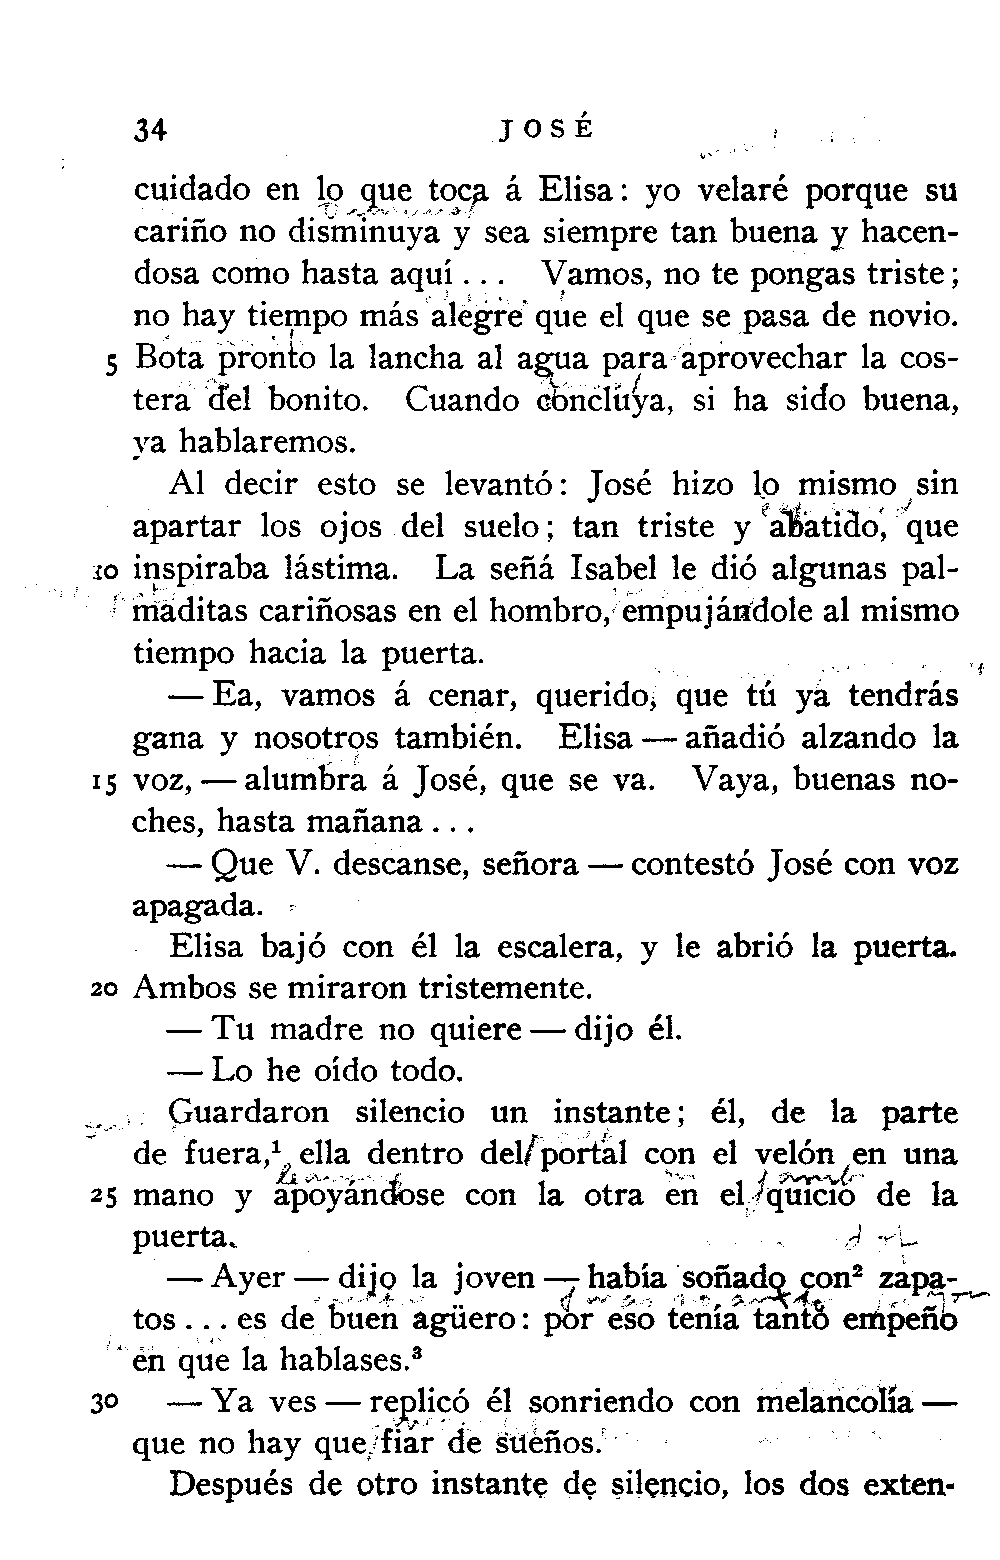 34 JOSÉ
cuidado en lo que toca á Elisa: yo velaré porque su
cariño no disminuya y sea siempre tan buena y hacen-
dosa como hasta aquí . . . Vamos, no te pongas triste;
no hay tiempo más alegre que el que se pasa de novio.
5 Bota pronto la lancha al agua para aprovechar la cos-
tera del bonito. Cuando concluya, si ha sido buena,
ya hablaremos.
Al decir esto se levantó: José hizo lo mismo sin
apartar los ojos del suelo; tan triste y abatido, que
10 inspiraba lástima. La señá Isabel le dió algunas pal-
maditas cariñosas en el hombro, empujándole al mismo
tiempo hacia la puerta.
— Ea, vamos á cenar, querido, que tú ya tendrás
gana y nosotros también. Elisa — añadió alzando la
15 voz, — alumbra á José, que se va. Vaya, buenas no-
ches, hasta mañana . . .
— Que V. descanse, señora — contestó José con voz
apagada.
Elisa bajó con él la escalera, y le abrió la puerta.
20 Ambos se miraron tristemente.
— Tu madre no quiere — dijo él.
— Lo he oído todo.
Guardaron silencio un instante; él, de la parte
de fuera,¹ ella dentro del portal con el velón en una
25 mano y apoyándose con la otra en el quicio de la
puerta.
— Ayer — dijo la joven — había soñado con² zapa-
tos . . . es de buen agüero: por eso tenía tanto empeño
en que la hablases.³
30 — Ya ves — replicó él sonriendo con melancolía —
que no hay que fiar de sueños.
Después de otro instante de silencio, los dos exten-